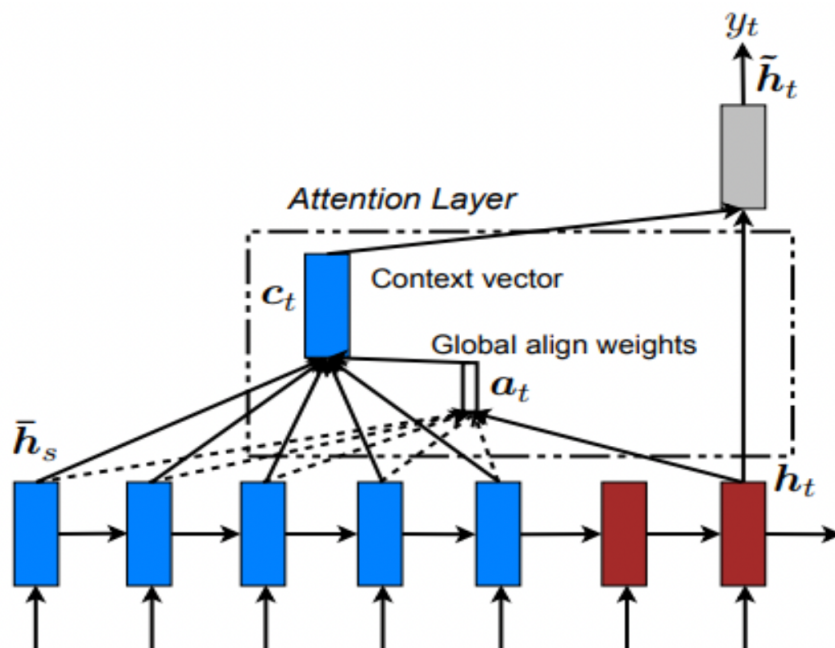 y_t
h̃_t
Attention Layer
Context vector
c_t
Global align weights
a_t
h̄_s
h_t